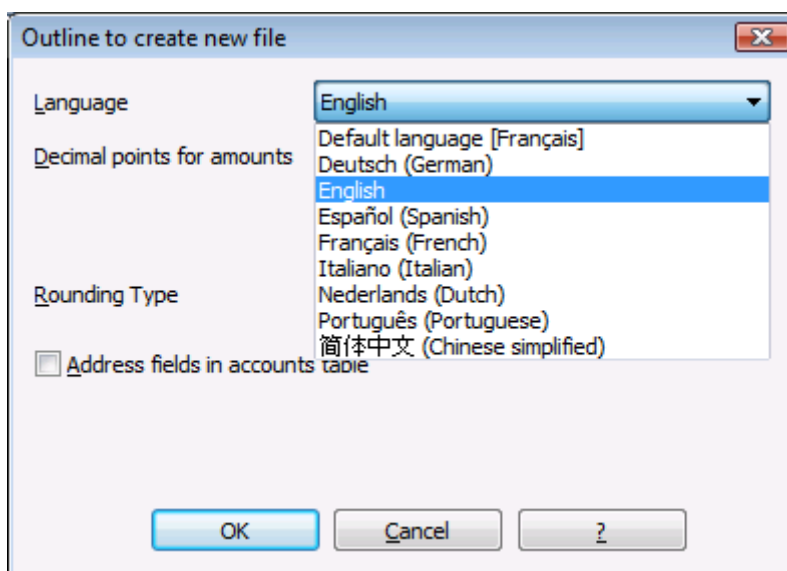 Outline to create new file
Language
English
Default language [Français]
Deutsch (German)
English
Español (Spanish)
Français (French)
Italiano (Italian)
Nederlands (Dutch)
Português (Portuguese)
简体中文 (Chinese simplified)
Decimal points for amounts
Rounding Type
Address fields in accounts table
OK
Cancel
?